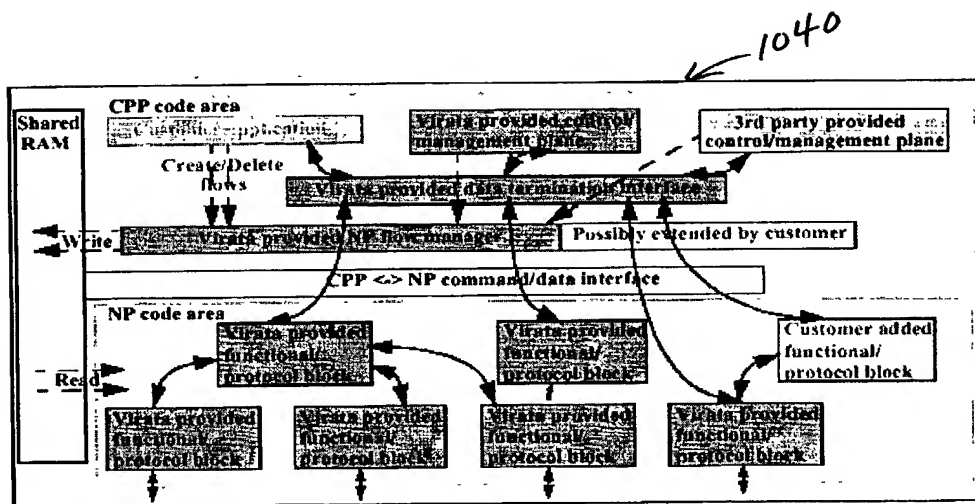 1040
CPP code area
Shared
RAM
Customer application
Virata provided control/
management plane
3rd party provided
control/management plane
Create/Delete
flows
Virata provided data termination interface
Write
Virata provided NP flow manager
Possibly extended by customer
CPP <-> NP command/data interface
NP code area
Virata provided
functional/
protocol block
Virata provided
functional/
protocol block
Customer added
functional/
protocol block
Read
Virata provided
functional/
protocol block
Virata provided
functional/
protocol block
Virata provided
functional/
protocol block
Virata provided
functional/
protocol block